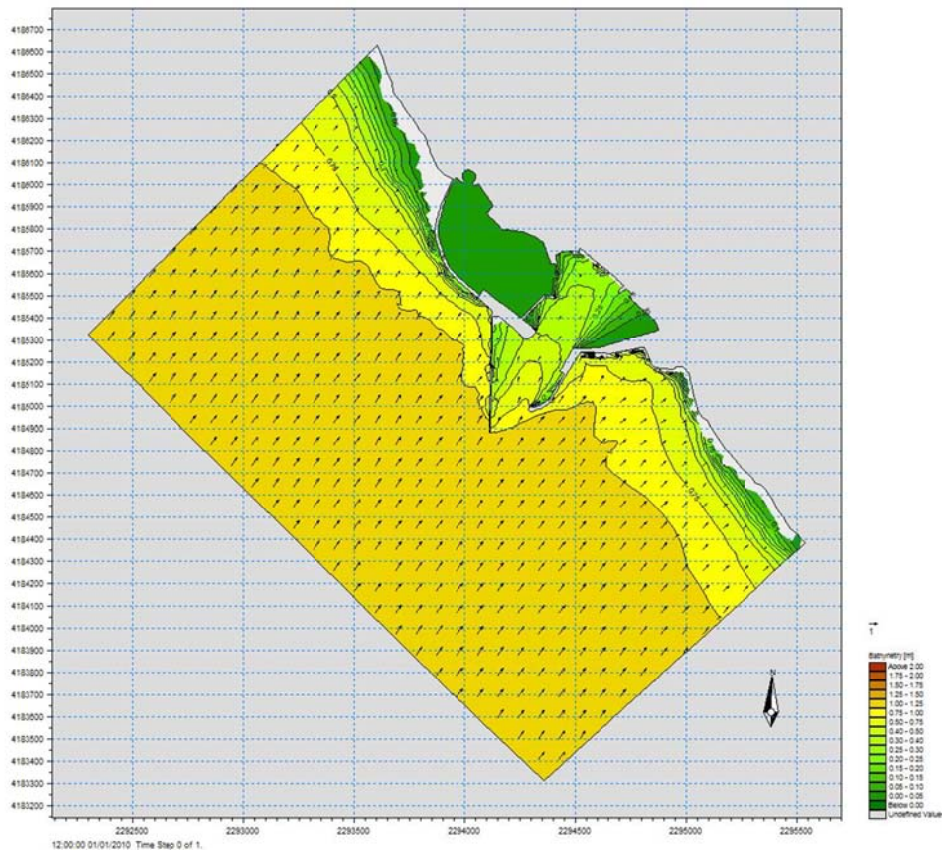 4186700
4186600
4186500
4186400
4186300
4186200
4186100
4186000
4185900
4185800
4185700
4185600
4185500
4185400
4185300
4185200
4185100
4185000
4184900
4184800
4184700
4184600
4184500
4184400
4184300
4184200
4184100
4184000
4183900
4183800
4183700
4183600
4183500
4183400
4183300
4183200
2292500 2293000 2293500 2294000 2294500 2295000 2295500
12:00:00 01/01/2010 Time Step 0 of 1.
0.75
1
Bathymetry [m]
Above 2.00
1.75 - 2.00
1.50 - 1.75
1.25 - 1.50
1.00 - 1.25
0.75 - 1.00
0.50 - 0.75
0.40 - 0.50
0.30 - 0.40
0.25 - 0.30
0.20 - 0.25
0.15 - 0.20
0.10 - 0.15
0.05 - 0.10
0.00 - 0.05
Below 0.00
Undefined Value
N